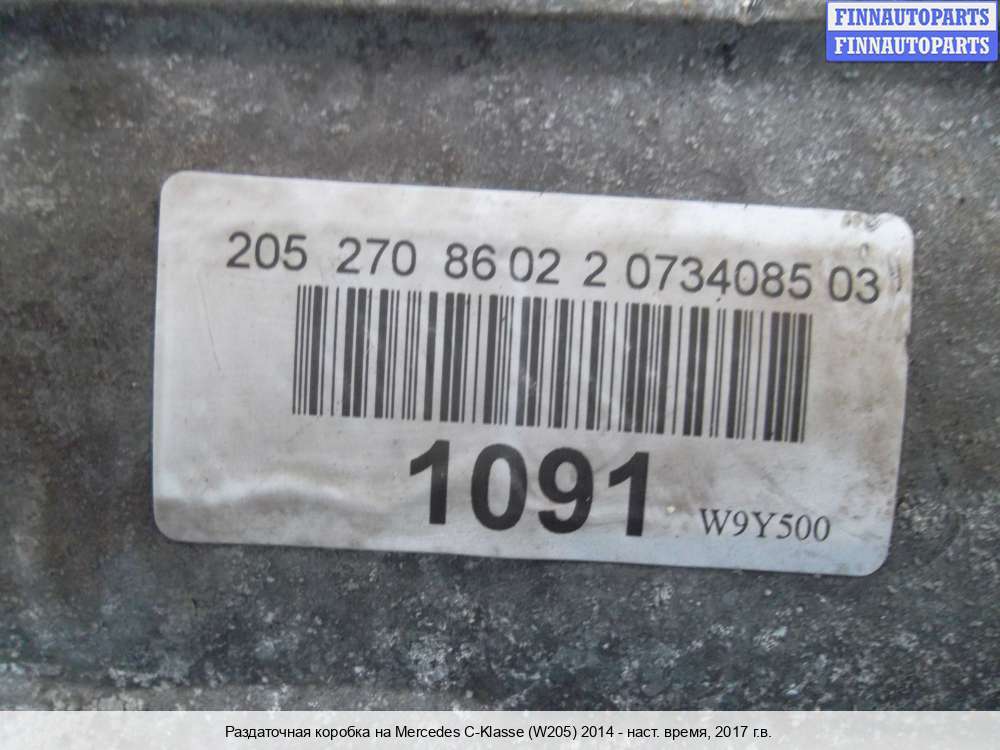 FINNAUTOPARTS
FINNAUTOPARTS
205 270 86 02 2 0734085 03
1091 W9Y500
Раздаточная коробка на Mercedes C-Klasse (W205) 2014 - наст. время, 2017 г.в.